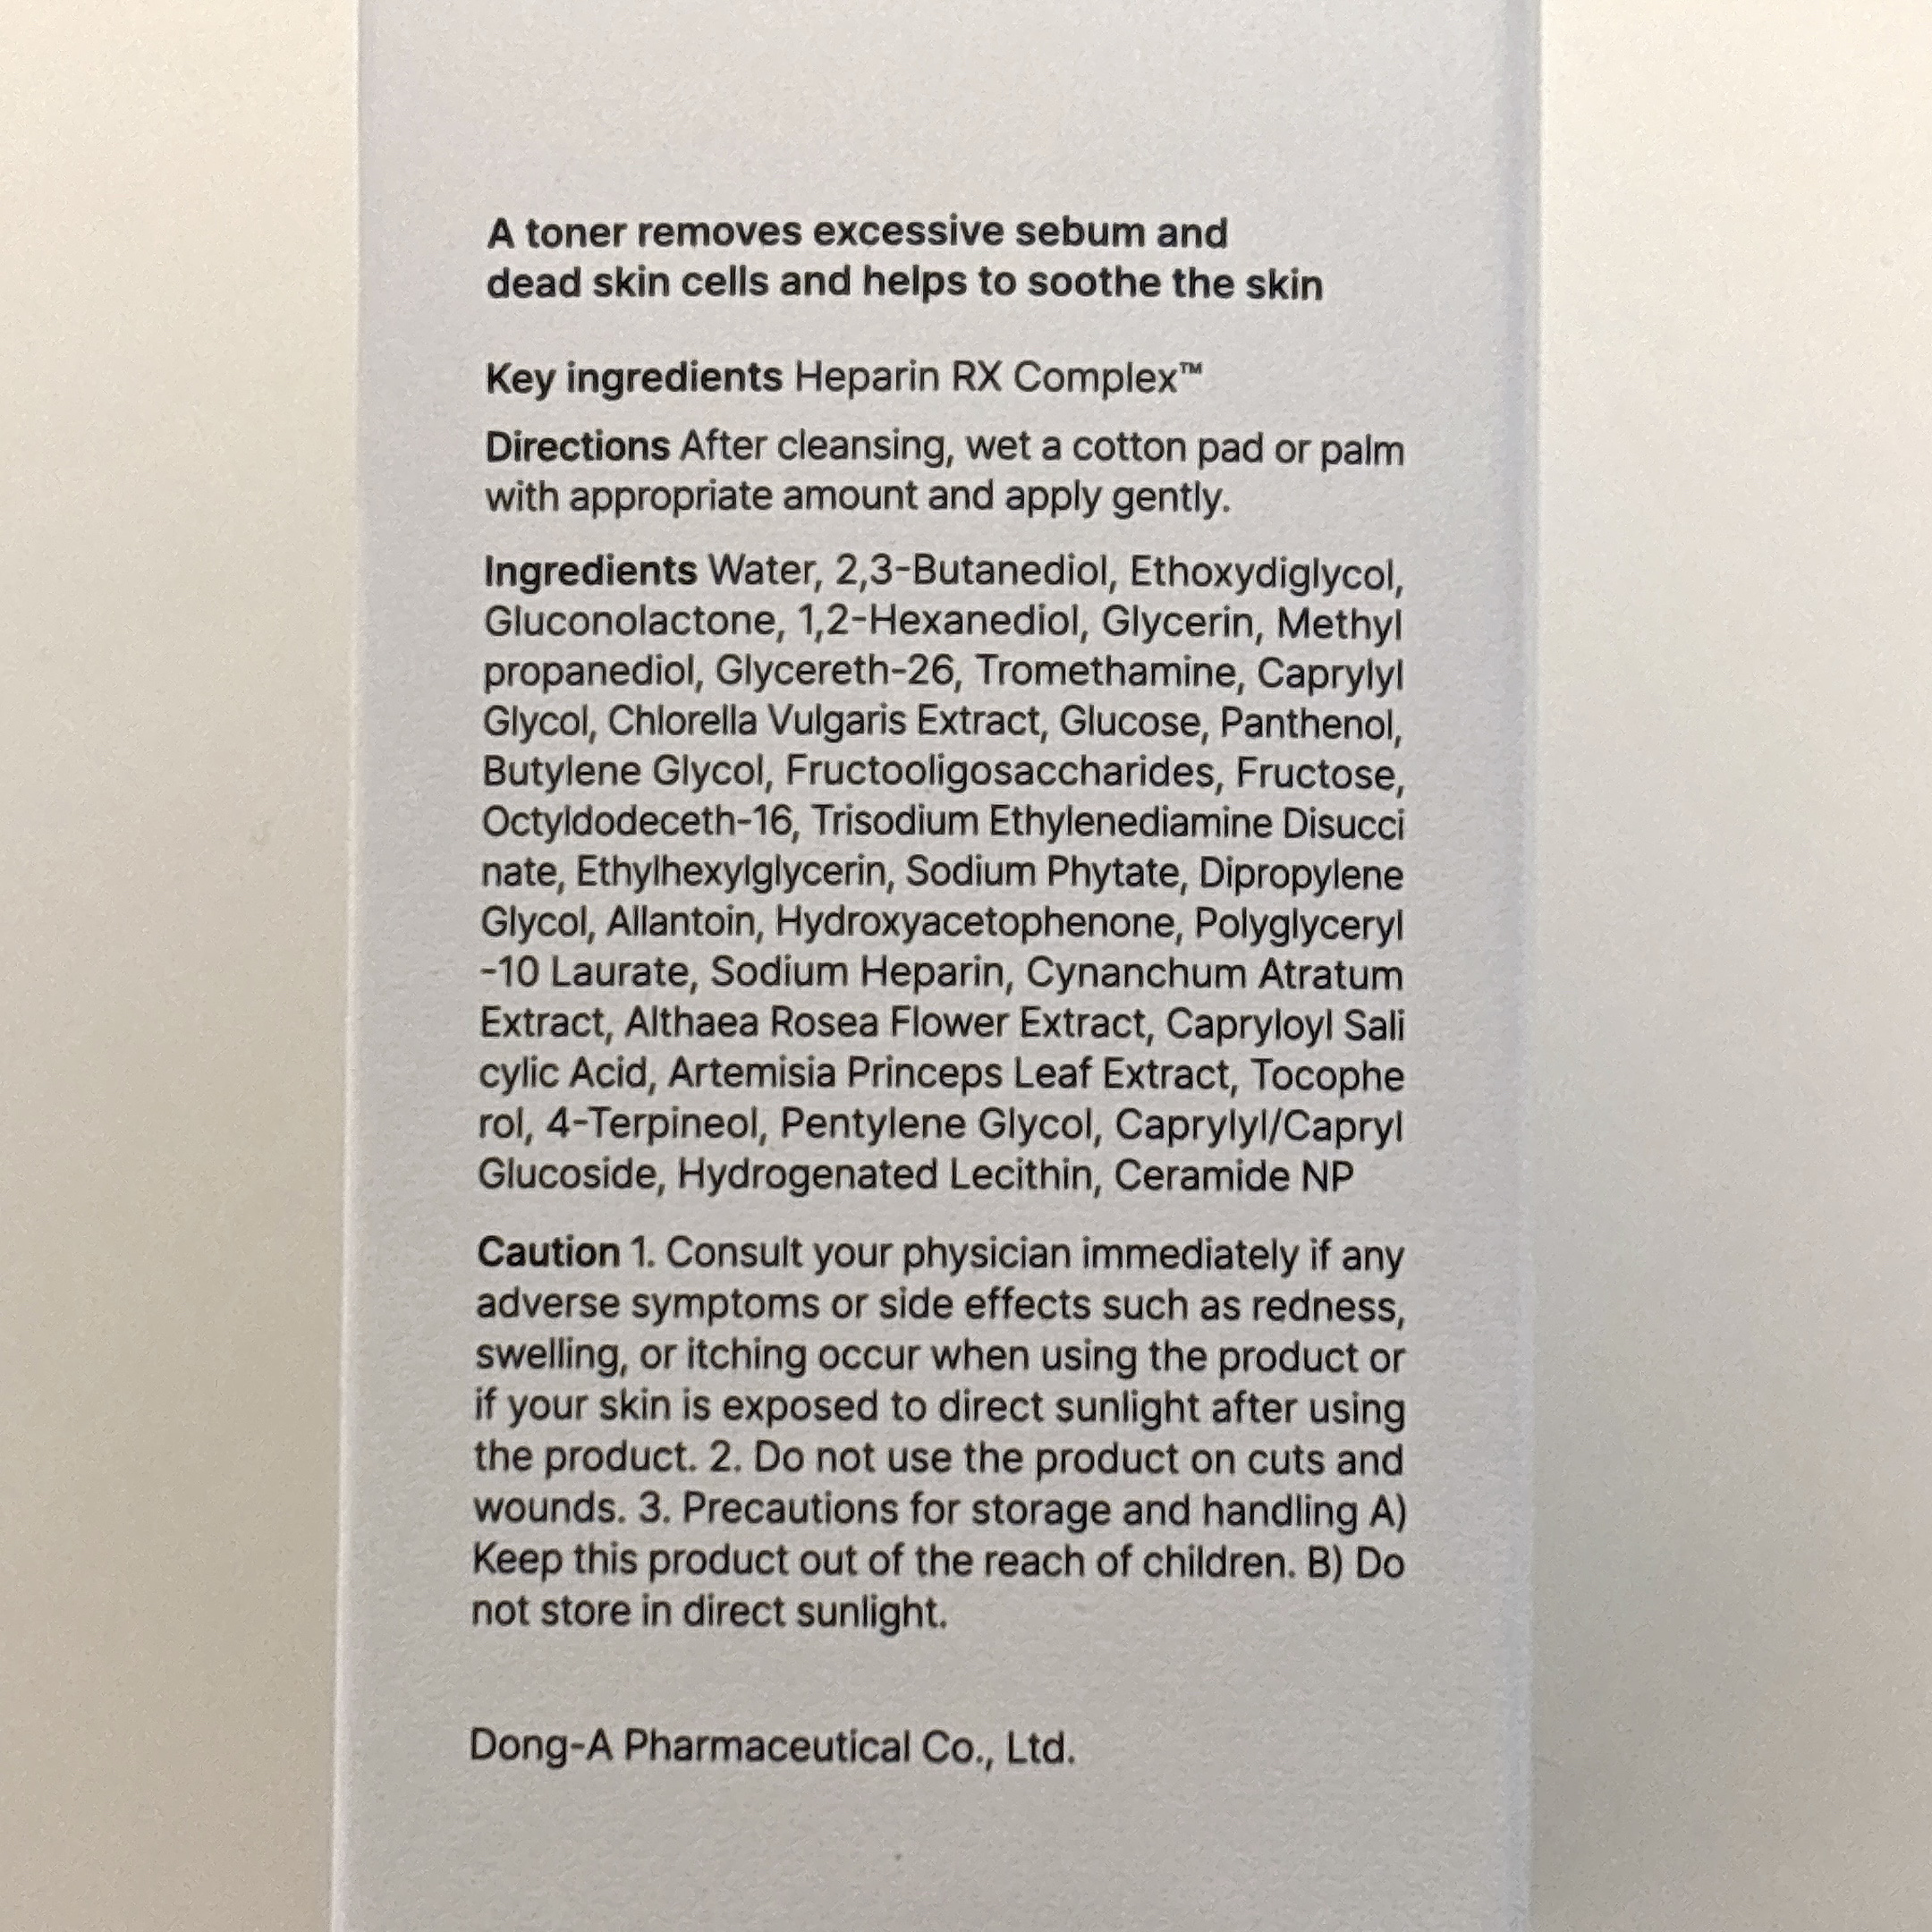 A toner removes excessive sebum and
dead skin cells and helps to soothe the skin
Key ingredients Heparin RX Complex™
Directions After cleansing, wet a cotton pad or palm
with appropriate amount and apply gently.
Ingredients Water, 2,3-Butanediol, Ethoxydiglycol,
Gluconolactone, 1,2-Hexanediol, Glycerin, Methyl
propanediol, Glycereth-26, Tromethamine, Caprylyl
Glycol, Chlorella Vulgaris Extract, Glucose, Panthenol,
Butylene Glycol, Fructooligosaccharides, Fructose,
Octyldodeceth-16, Trisodium Ethylenediamine Disucci
nate, Ethylhexylglycerin, Sodium Phytate, Dipropylene
Glycol, Allantoin, Hydroxyacetophenone, Polyglyceryl
-10 Laurate, Sodium Heparin, Cynanchum Atratum
Extract, Althaea Rosea Flower Extract, Capryloyl Sali
cylic Acid, Artemisia Princeps Leaf Extract, Tocophe
rol, 4-Terpineol, Pentylene Glycol, Caprylyl/Capryl
Glucoside, Hydrogenated Lecithin, Ceramide NP
Caution 1. Consult your physician immediately if any
adverse symptoms or side effects such as redness,
swelling, or itching occur when using the product or
if your skin is exposed to direct sunlight after using
the product. 2. Do not use the product on cuts and
wounds. 3. Precautions for storage and handling A)
Keep this product out of the reach of children. B) Do
not store in direct sunlight.
Dong-A Pharmaceutical Co., Ltd.